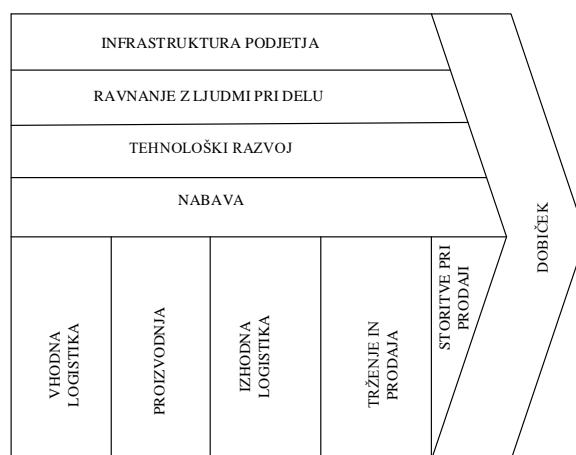 INFRASTRUKTURA PODJETJA
RAVNANJE Z LJUDMI PRI DELU
TEHNOLOŠKI RAZVOJ
NABAVA
VHODNA
LOGISTIKA
PROIZVODNJA
IZHODNA
LOGISTIKA
TRŽENJE IN
PRODAJA
STORITVE PRI
PRODAJI
DOBIČEK